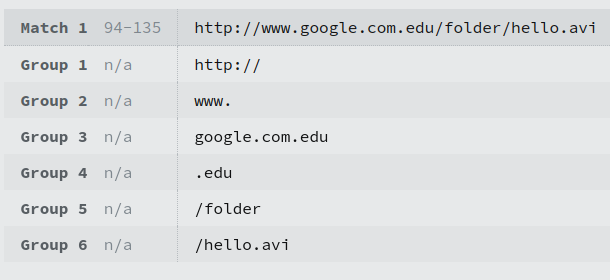 Match 1 94-135 http://www.google.com.edu/folder/hello.avi
Group 1 n/a http://
Group 2 n/a www.
Group 3 n/a google.com.edu
Group 4 n/a .edu
Group 5 n/a /folder
Group 6 n/a /hello.avi